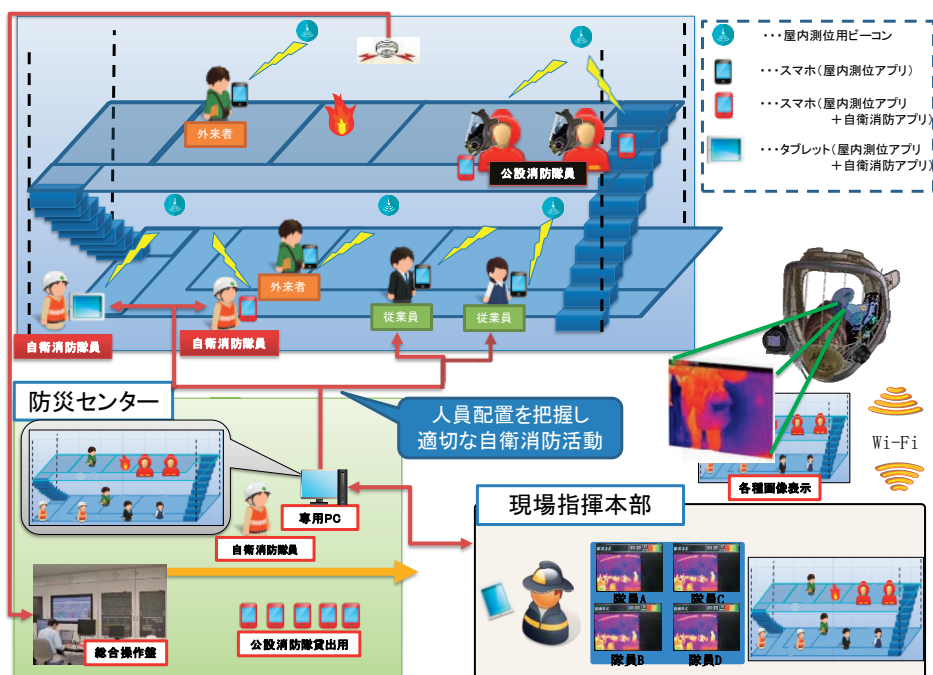 ・・・屋内測位用ビーコン
・・・スマホ(屋内測位アプリ)
・・・スマホ(屋内測位アプリ
+自衛消防アプリ)
・・・タブレット(屋内測位アプリ
+自衛消防アプリ)
外来者
公設消防隊員
外来者
従業員
従業員
自衛消防隊員
自衛消防隊員
防災センター
人員配置を把握し
適切な自衛消防活動
専用PC
自衛消防隊員
総合操作盤
公設消防隊貸出用
Wi-Fi
各種画像表示
現場指揮本部
隊員A
隊員C
隊員B
隊員D